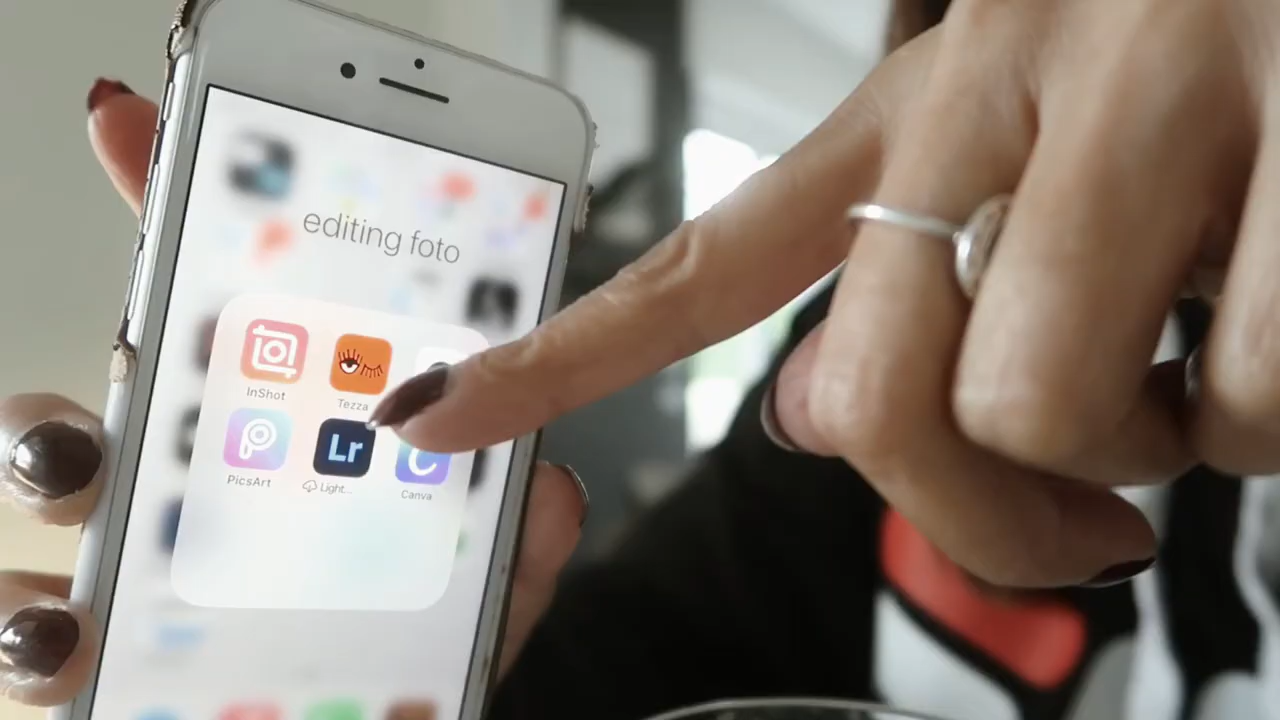 editing foto
InShot
Tezza
PicsArt
Lr
Light...
C
Canva